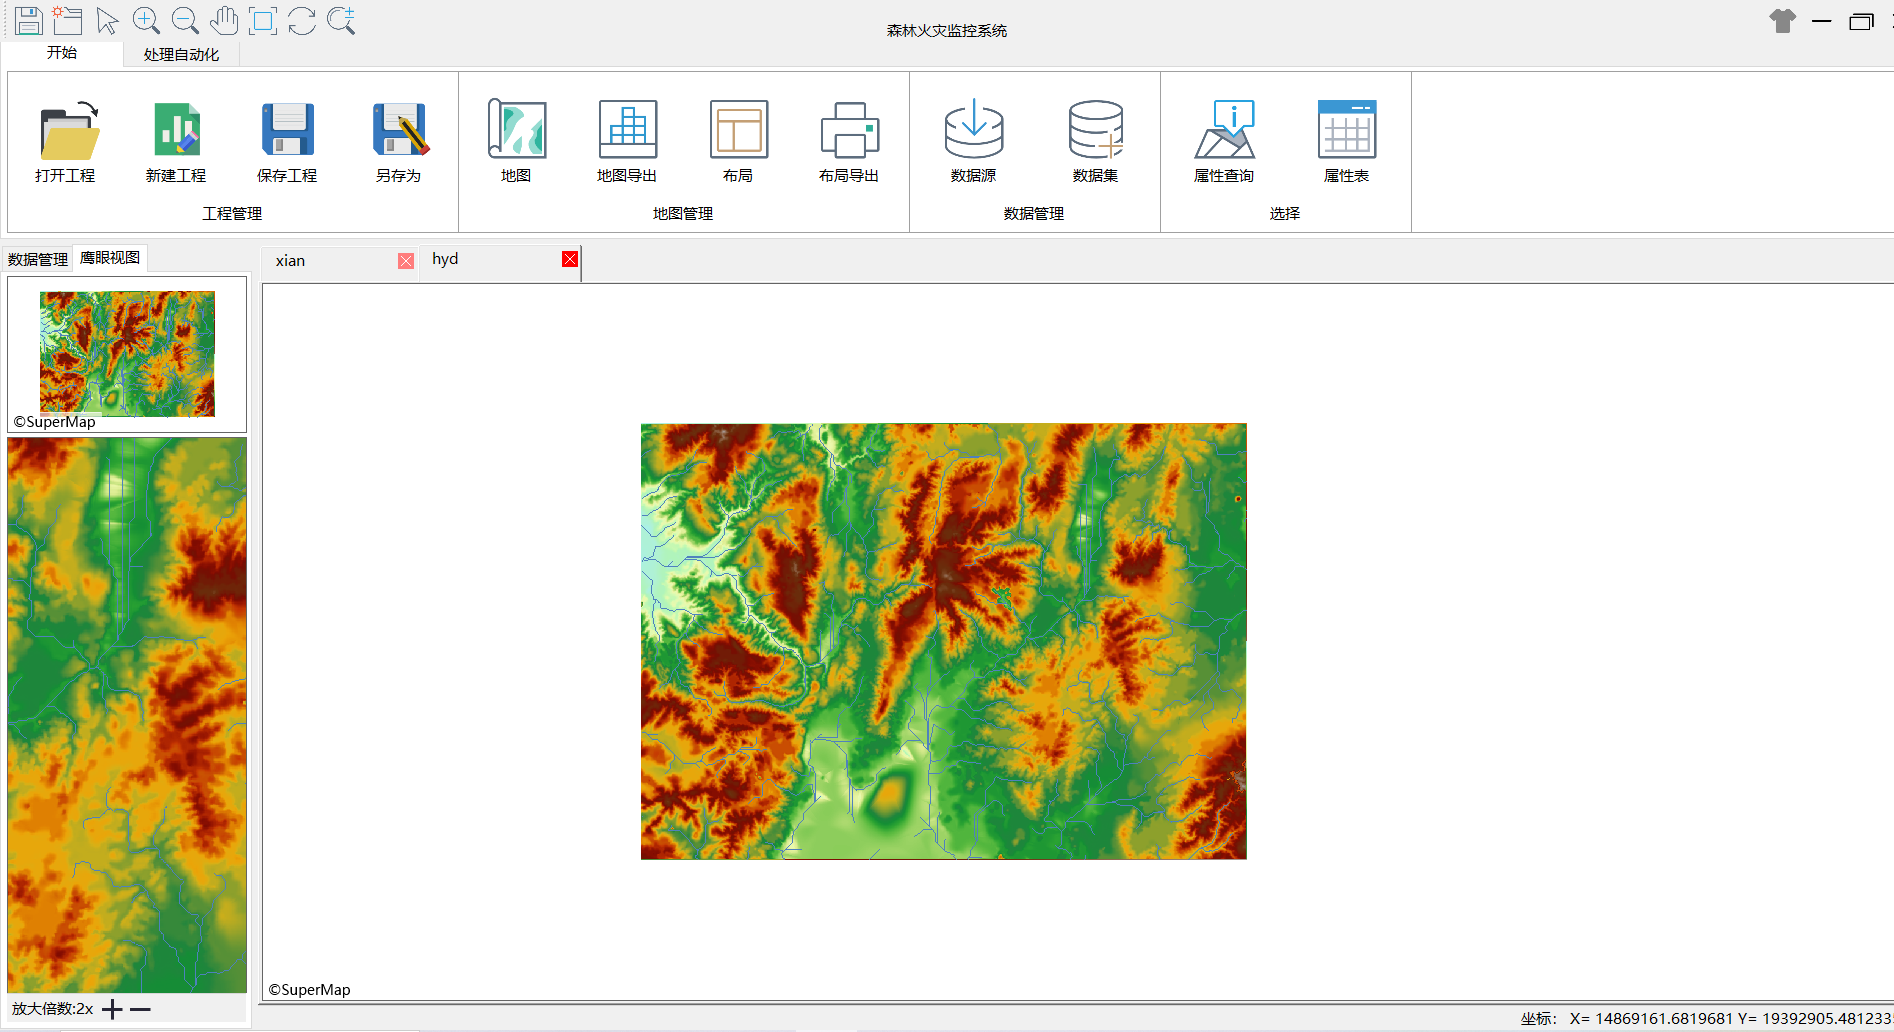 森林火灾监控系统
开始
处理自动化
打开工程
新建工程
保存工程
另存为
工程管理
地图
地图导出
布局
布局导出
地图管理
数据源
数据集
数据管理
属性查询
属性表
选择
数据管理
鹰眼视图
xian
hyd
©SuperMap
放大倍数:2x
©SuperMap
坐标： X= 14869161.6819681 Y= 19392905.481233